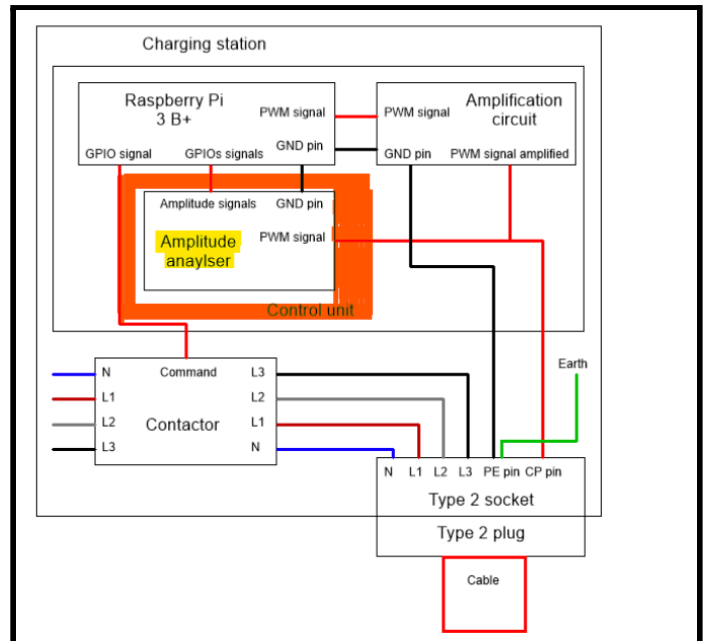 Charging station
Raspberry Pi
3 B+
PWM signal
GPIO signal
GPIOs signals
GND pin
Amplification
circuit
PWM signal
GND pin
PWM signal amplified
Amplitude signals
GND pin
PWM signal
Amplitude
anaylser
Control unit
N
Command
L3
L1
L2
L2
Contactor
L1
L3
N
Earth
N
L1
L2
L3
PE pin
CP pin
Type 2 socket
Type 2 plug
Cable